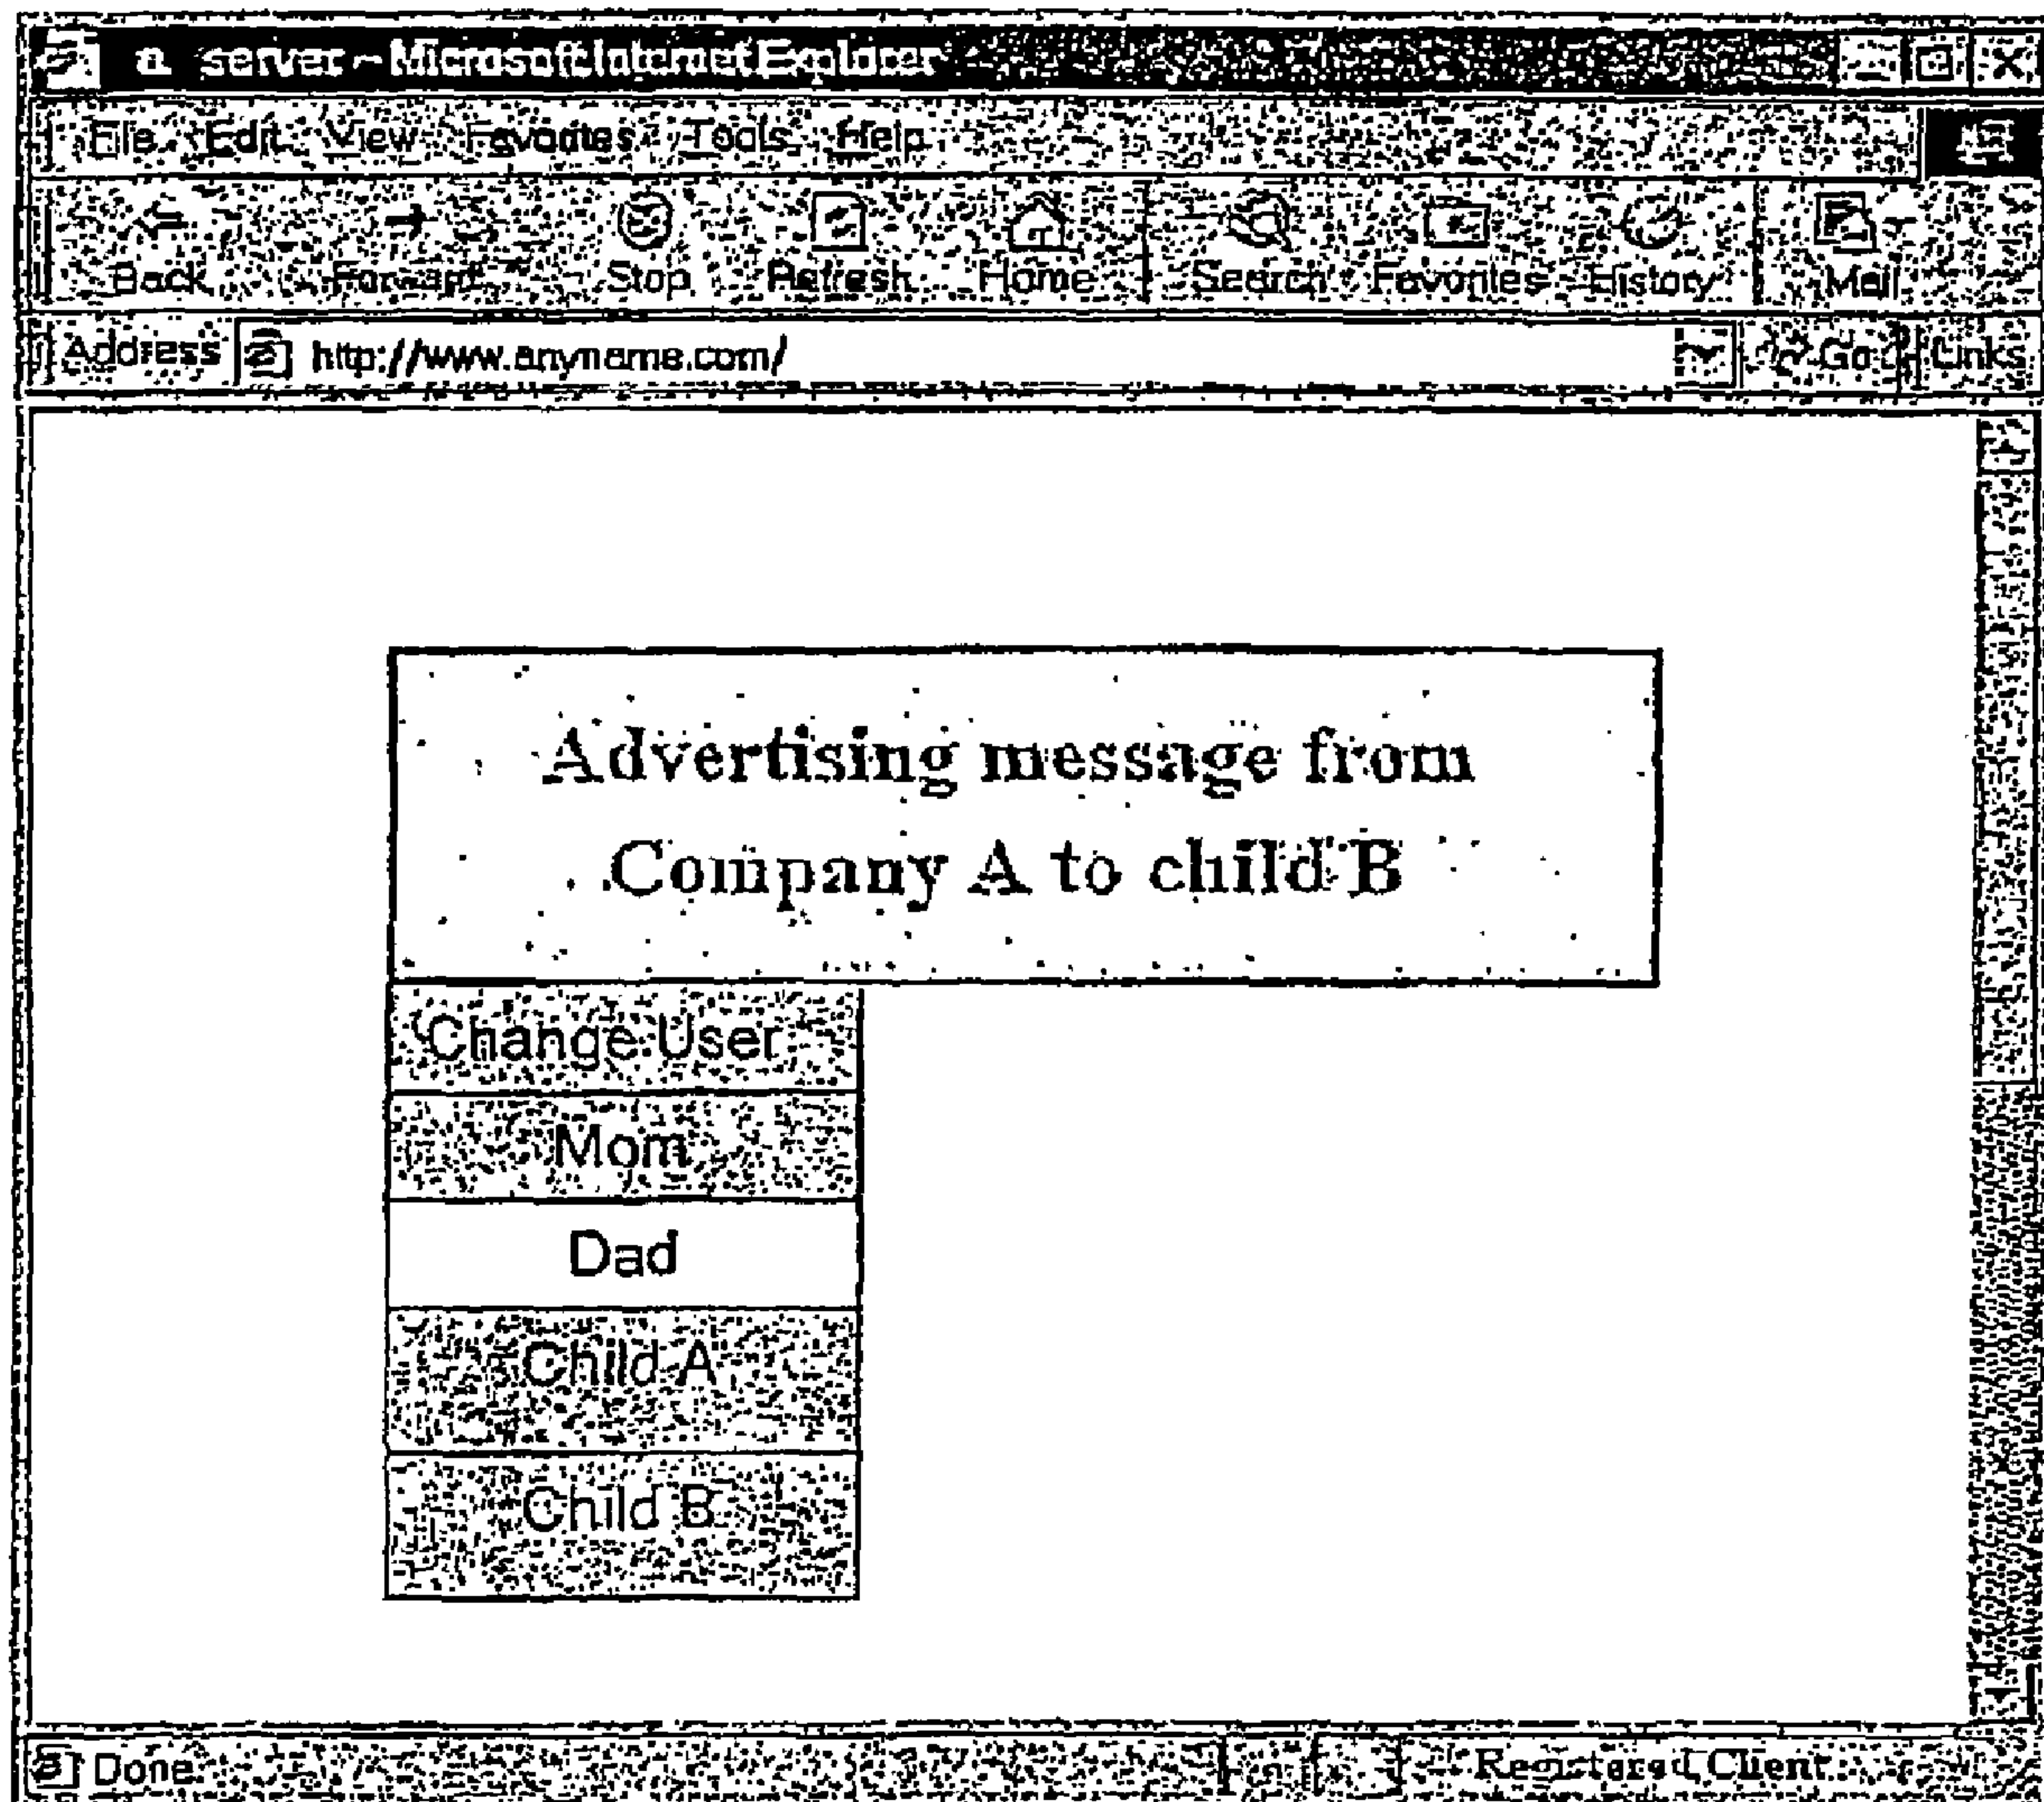 a server - Microsoft Internet Explorer
File Edit View Favorites Tools Help
Back Forward Stop Refresh Home Search Favorites History Mail
Address http://www.anyname.com/ Go Links
Advertising message from
Company A to child B
Change User
Mom
Dad
Child A
Child B
Done Registered Client